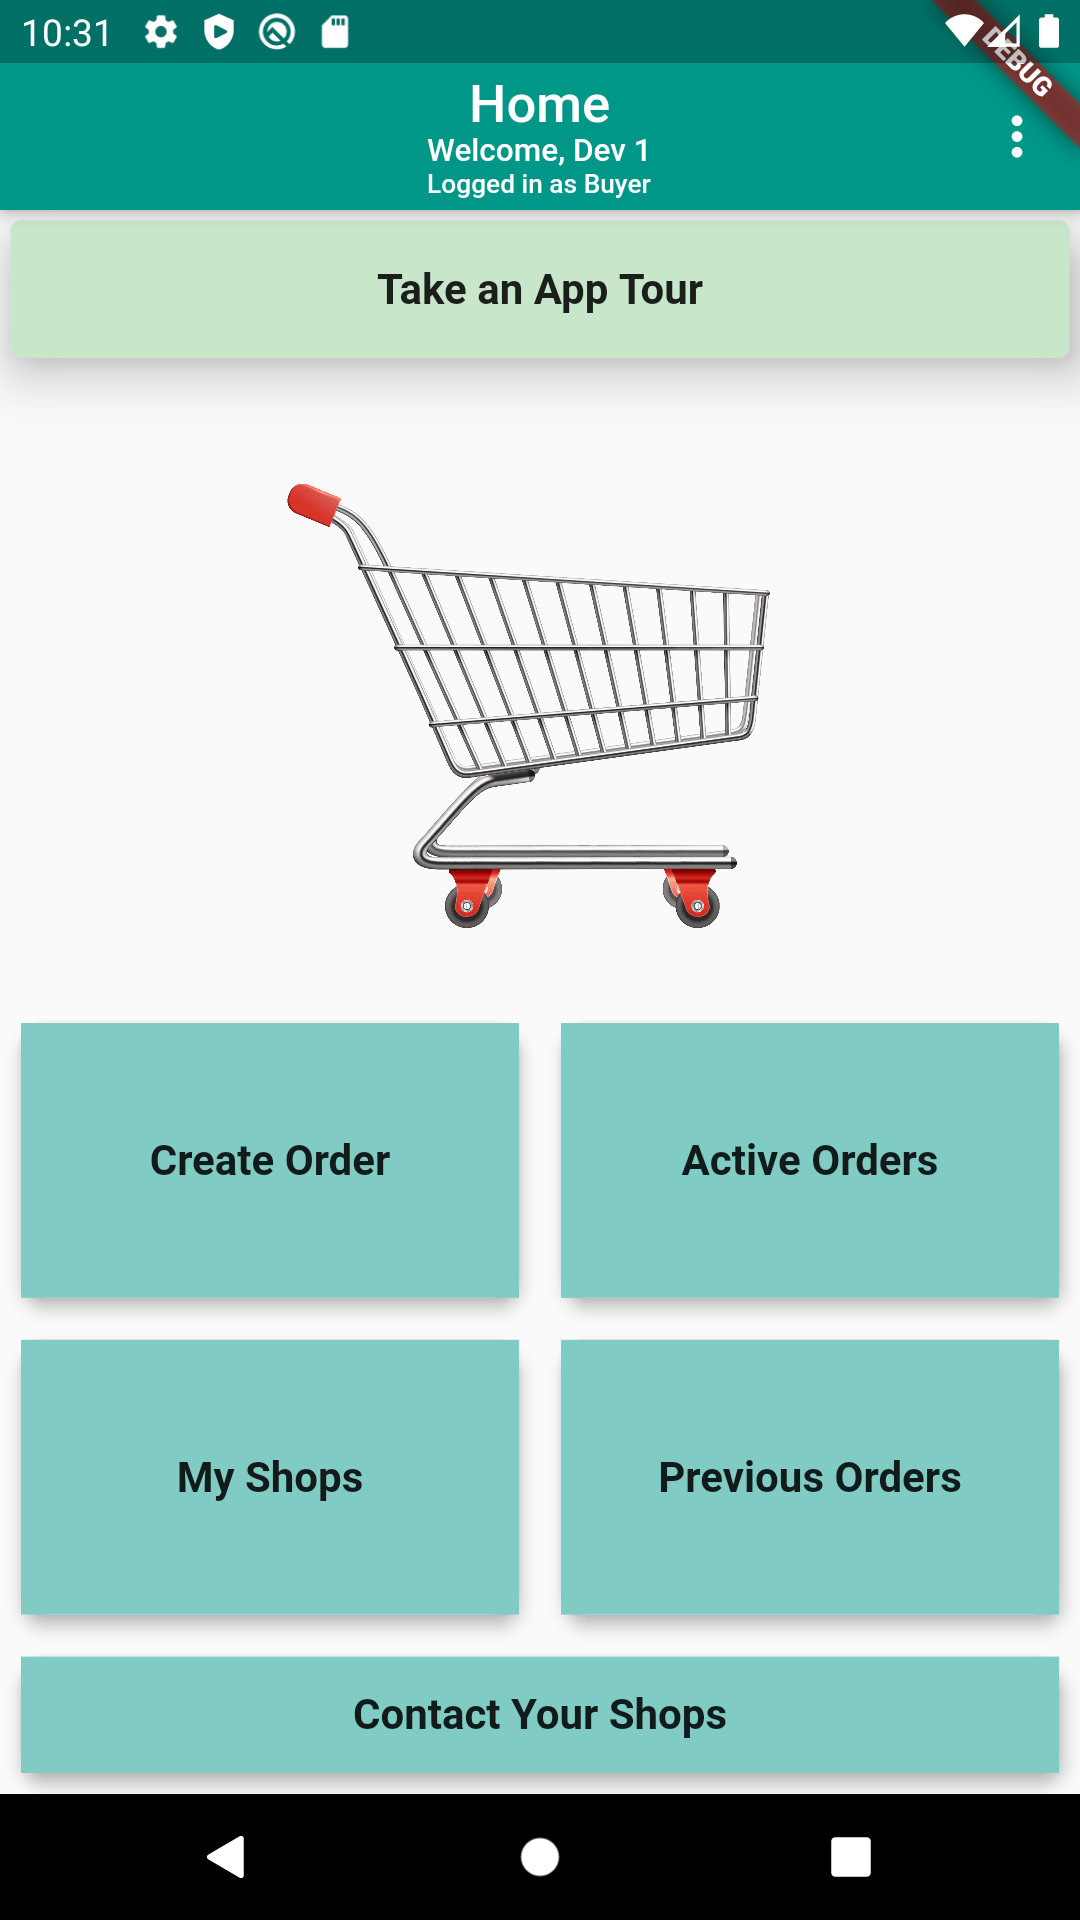 10:31
DEBUG
Home
Welcome, Dev 1
Logged in as Buyer
Take an App Tour
Create Order
Active Orders
My Shops
Previous Orders
Contact Your Shops